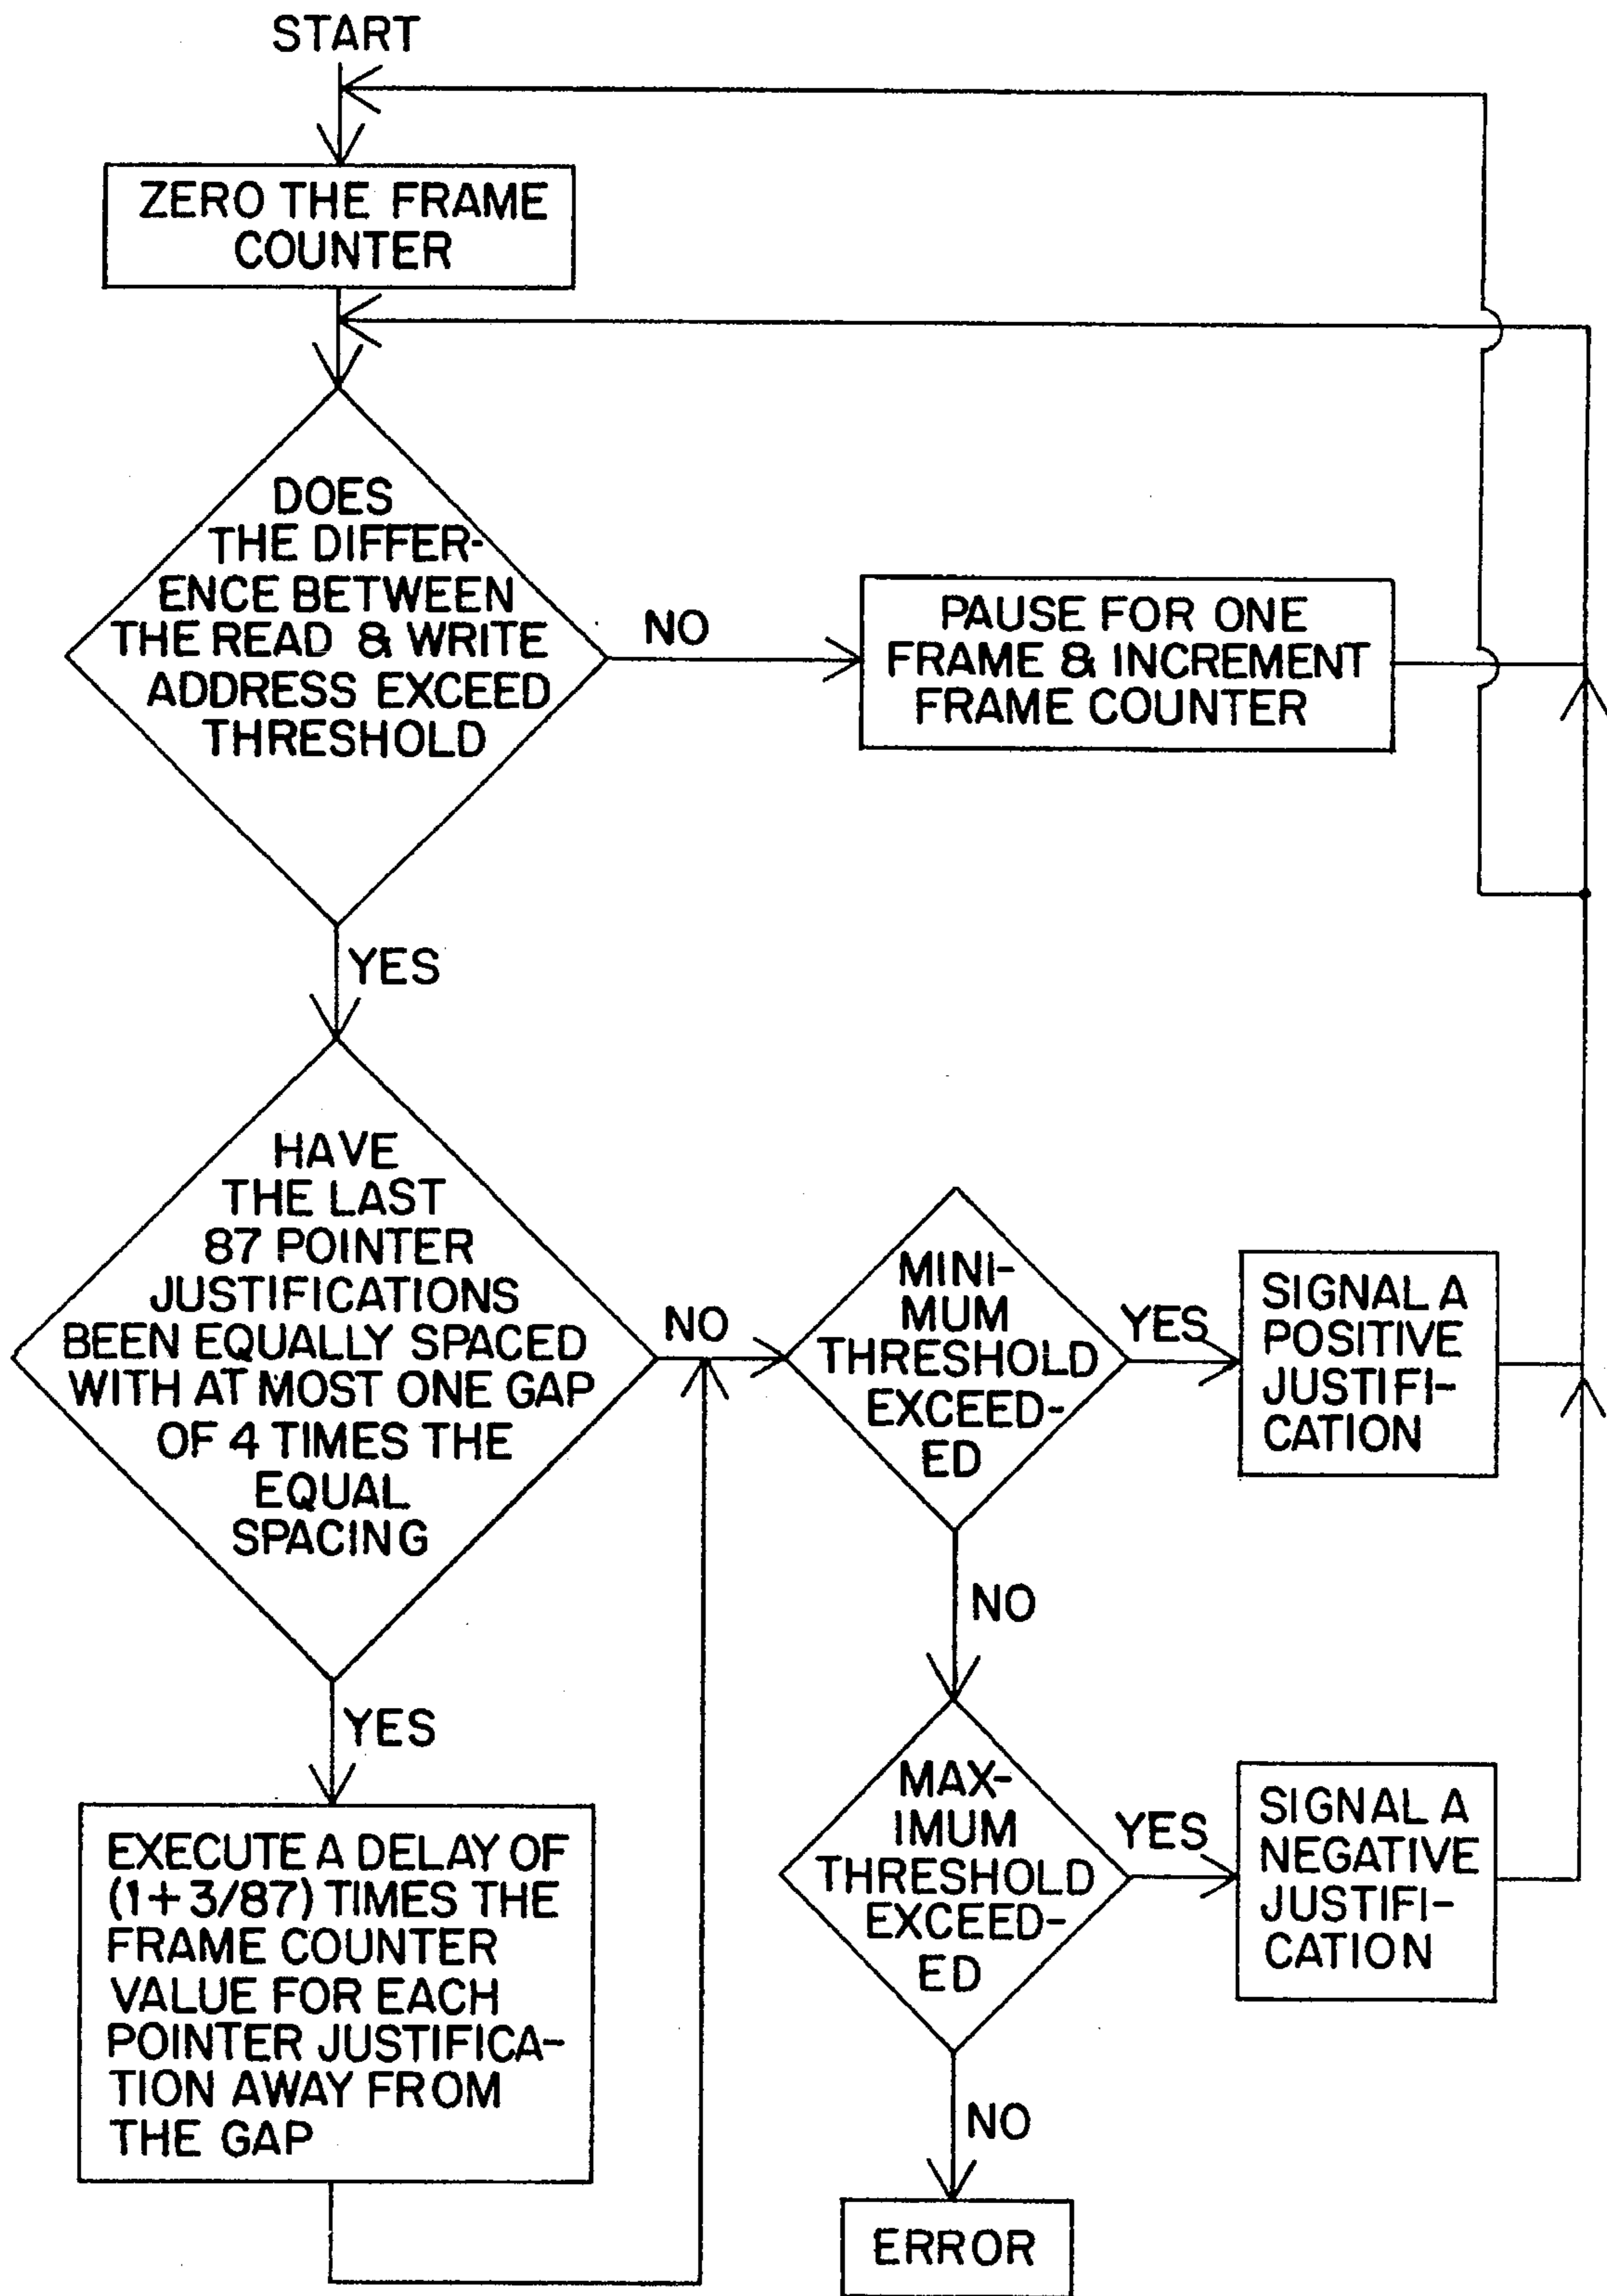 START
ZERO THE FRAME
COUNTER
DOES
THE DIFFER-
ENCE BETWEEN
THE READ & WRITE
ADDRESS EXCEED
THRESHOLD
NO
PAUSE FOR ONE
FRAME & INCREMENT
FRAME COUNTER
YES
HAVE
THE LAST
87 POINTER
JUSTIFICATIONS
BEEN EQUALLY SPACED
WITH AT MOST ONE GAP
OF 4 TIMES THE
EQUAL
SPACING
NO
MINI-
MUM
THRESHOLD
EXCEED-
ED
YES
SIGNAL A
POSITIVE
JUSTIFI-
CATION
NO
YES
EXECUTE A DELAY OF
(1+3/87) TIMES THE
FRAME COUNTER
VALUE FOR EACH
POINTER JUSTIFICA-
TION AWAY FROM
THE GAP
MAX-
IMUM
THRESHOLD
EXCEED-
ED
YES
SIGNAL A
NEGATIVE
JUSTIFI-
CATION
NO
ERROR